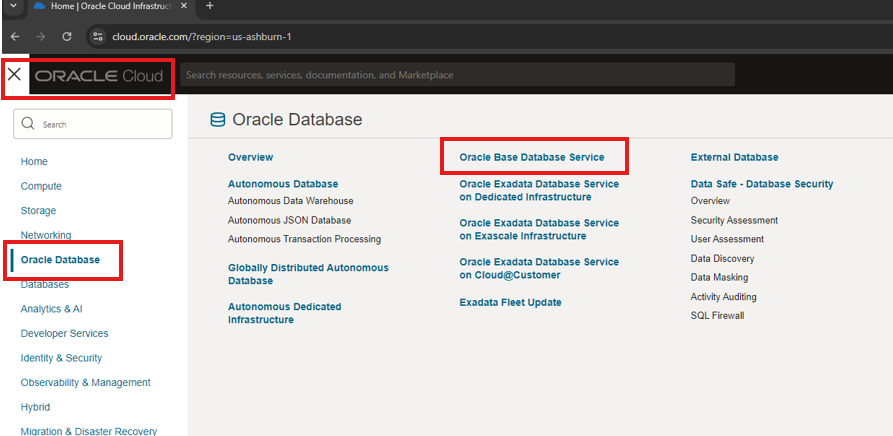 Home | Oracle Cloud Infrastruct
cloud.oracle.com/?region=us-ashburn-1
ORACLE Cloud
Search resources, services, documentation, and Marketplace
Search
Home
Compute
Storage
Networking
Oracle Database
Databases
Analytics & AI
Developer Services
Identity & Security
Observability & Management
Hybrid
Migration & Disaster Recovery
Oracle Database
Overview
Autonomous Database
Autonomous Data Warehouse
Autonomous JSON Database
Autonomous Transaction Processing
Globally Distributed Autonomous
Database
Autonomous Dedicated
Infrastructure
Oracle Base Database Service
Oracle Exadata Database Service
on Dedicated Infrastructure
Oracle Exadata Database Service
on Exascale Infrastructure
Oracle Exadata Database Service
on Cloud@Customer
Exadata Fleet Update
External Database
Data Safe - Database Security
Overview
Security Assessment
User Assessment
Data Discovery
Data Masking
Activity Auditing
SQL Firewall